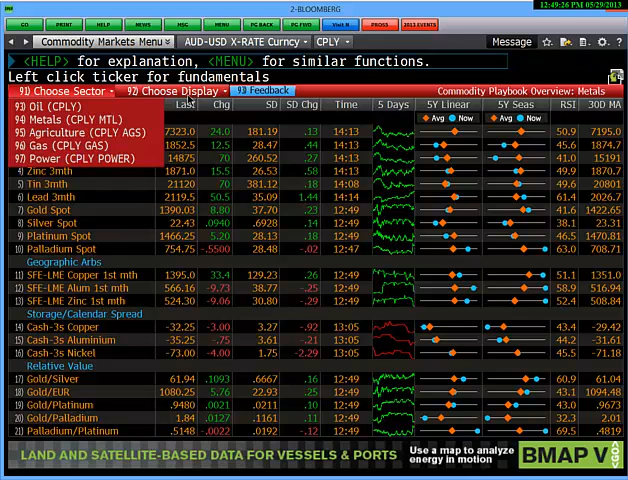 2-BLOOMBERG
12:49:26 PM 05/29/2013
GO PRINT HELP NEWS MSG MENU PG BACK PG FWD Visit N PROSS 2013 EVENTS
Commodity Markets Menu AUD-USD X-RATE Curncy CPLY Message
<HELP> for explanation, <MENU> for similar functions.
Left click ticker for fundamentals
91) Choose Sector 92) Choose Display 93) Feedback Commodity Playbook Overview: Metals
Last Chg SD SD Chg Time 5 Days 5Y Linear 5Y Seas RSI 30D MA
Avg Now Avg Now
93) Oil (CPLY)
94) Metals (CPLY MTL)
95) Agriculture (CPLY AGS)
96) Gas (CPLY GAS)
97) Power (CPLY POWER)
7323.0 24.0 181.19 .13 14:13 50.9 7195.0
1852.5 12.5 28.47 .44 14:13 45.6 1874.7
14875 70 260.52 .27 14:13 41.0 15191
4) Zinc 3mth 1871.0 15.5 26.53 .58 14:13 49.9 1870.7
5) Tin 3mth 21120 70 381.12 .18 14:08 49.6 20801
6) Lead 3mth 2119.5 50.5 35.09 1.44 14:14 61.4 2026.7
7) Gold Spot 1390.03 8.80 37.70 .23 12:49 41.6 1422.65
8) Silver Spot 22.43 .0940 .6928 .14 12:49 38.1 23.31
9) Platinum Spot 1466.25 5.20 28.13 .18 12:49 46.5 1470.81
10) Palladium Spot 754.75 -.5500 28.48 -.02 12:47 63.0 708.71
Geographic Arbs
11) SFE-LME Copper 1st mth 1395.0 33.4 129.23 .26 12:49 51.1 1351.0
12) SFE-LME Alum 1st mth 566.16 -9.73 38.77 -.25 12:49 58.9 516.94
13) SFE-LME Zinc 1st mth 524.30 -9.06 30.80 -.29 12:49 52.4 508.84
Storage/Calendar Spread
14) Cash-3s Copper -32.25 -3.00 3.27 -.92 13:05 43.4 -29.42
15) Cash-3s Aluminium -35.25 -.75 3.61 -.21 13:05 44.2 -31.61
16) Cash-3s Nickel -73.00 -4.00 1.75 -2.29 13:05 45.5 -71.18
Relative Value
17) Gold/Silver 61.94 .1093 .6667 .16 12:49 60.9 61.04
18) Gold/EUR 1080.25 5.76 22.93 .25 12:49 43.1 1094.48
19) Gold/Platinum .9480 .0021 .0211 .10 12:49 43.0 .9673
20) Gold/Palladium 1.84 .0127 .1161 .11 12:49 32.3 2.01
21) Palladium/Platinum .5148 -.0022 .0192 -.12 12:49 69.5 .4819
LAND AND SATELLITE-BASED DATA FOR VESSELS & PORTS
Use a map to analyze
energy in motion
BMAP V